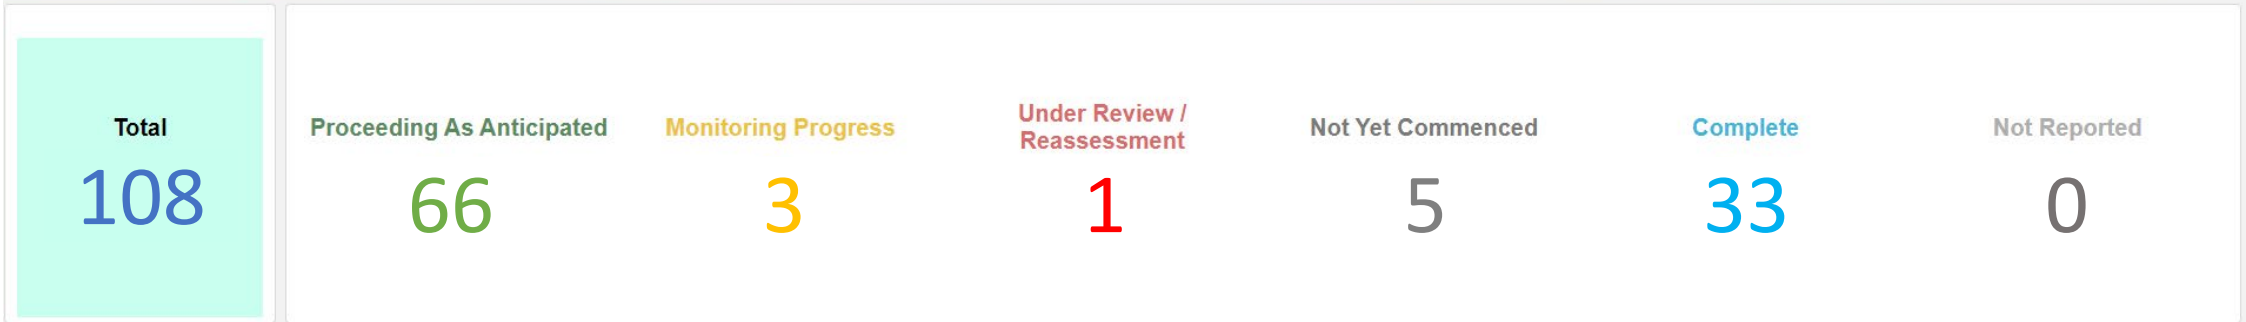 Total
108
Proceeding As Anticipated
66
Monitoring Progress
3
Under Review /
Reassessment
1
Not Yet Commenced
5
Complete
33
Not Reported
0